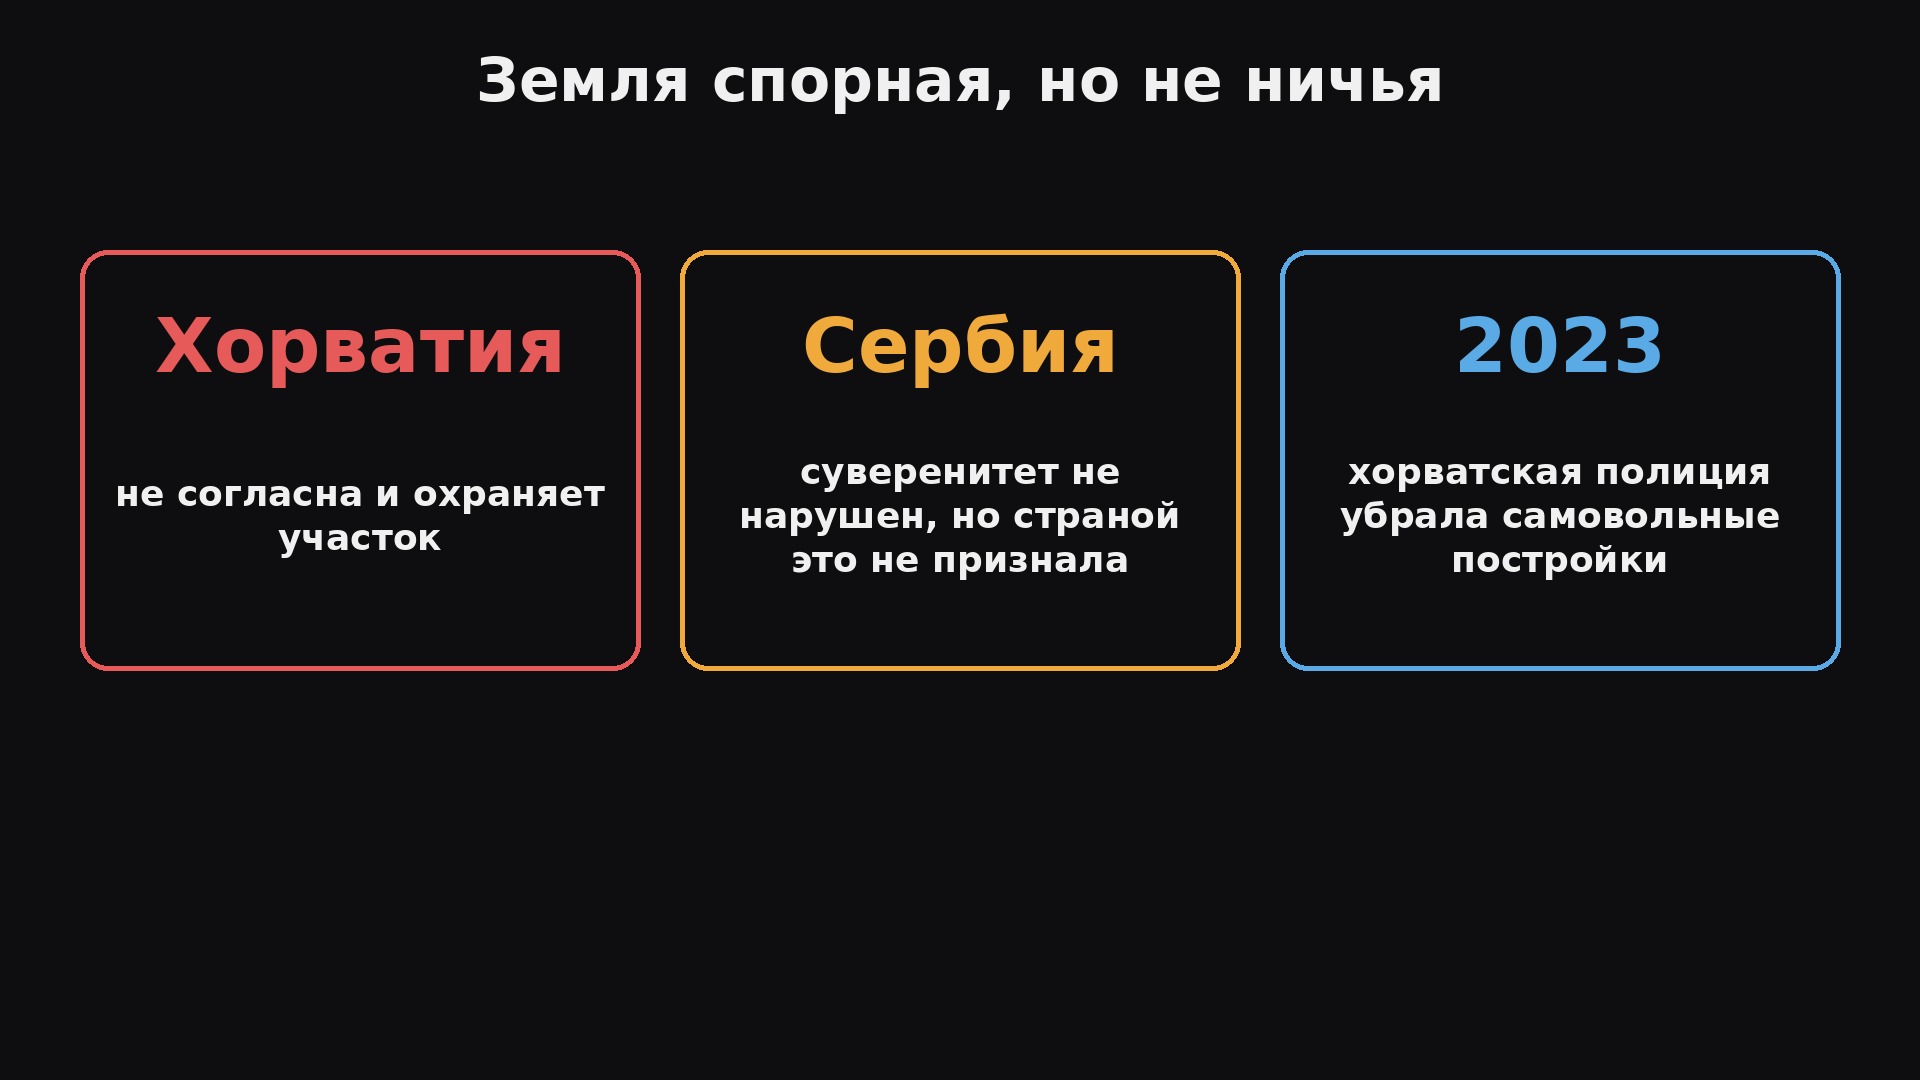 Земля спорная, но не ничья
Хорватия
не согласна и охраняет
участок
Сербия
суверенитет не
нарушен, но страной
это не признала
2023
хорватская полиция
убрала самовольные
постройки